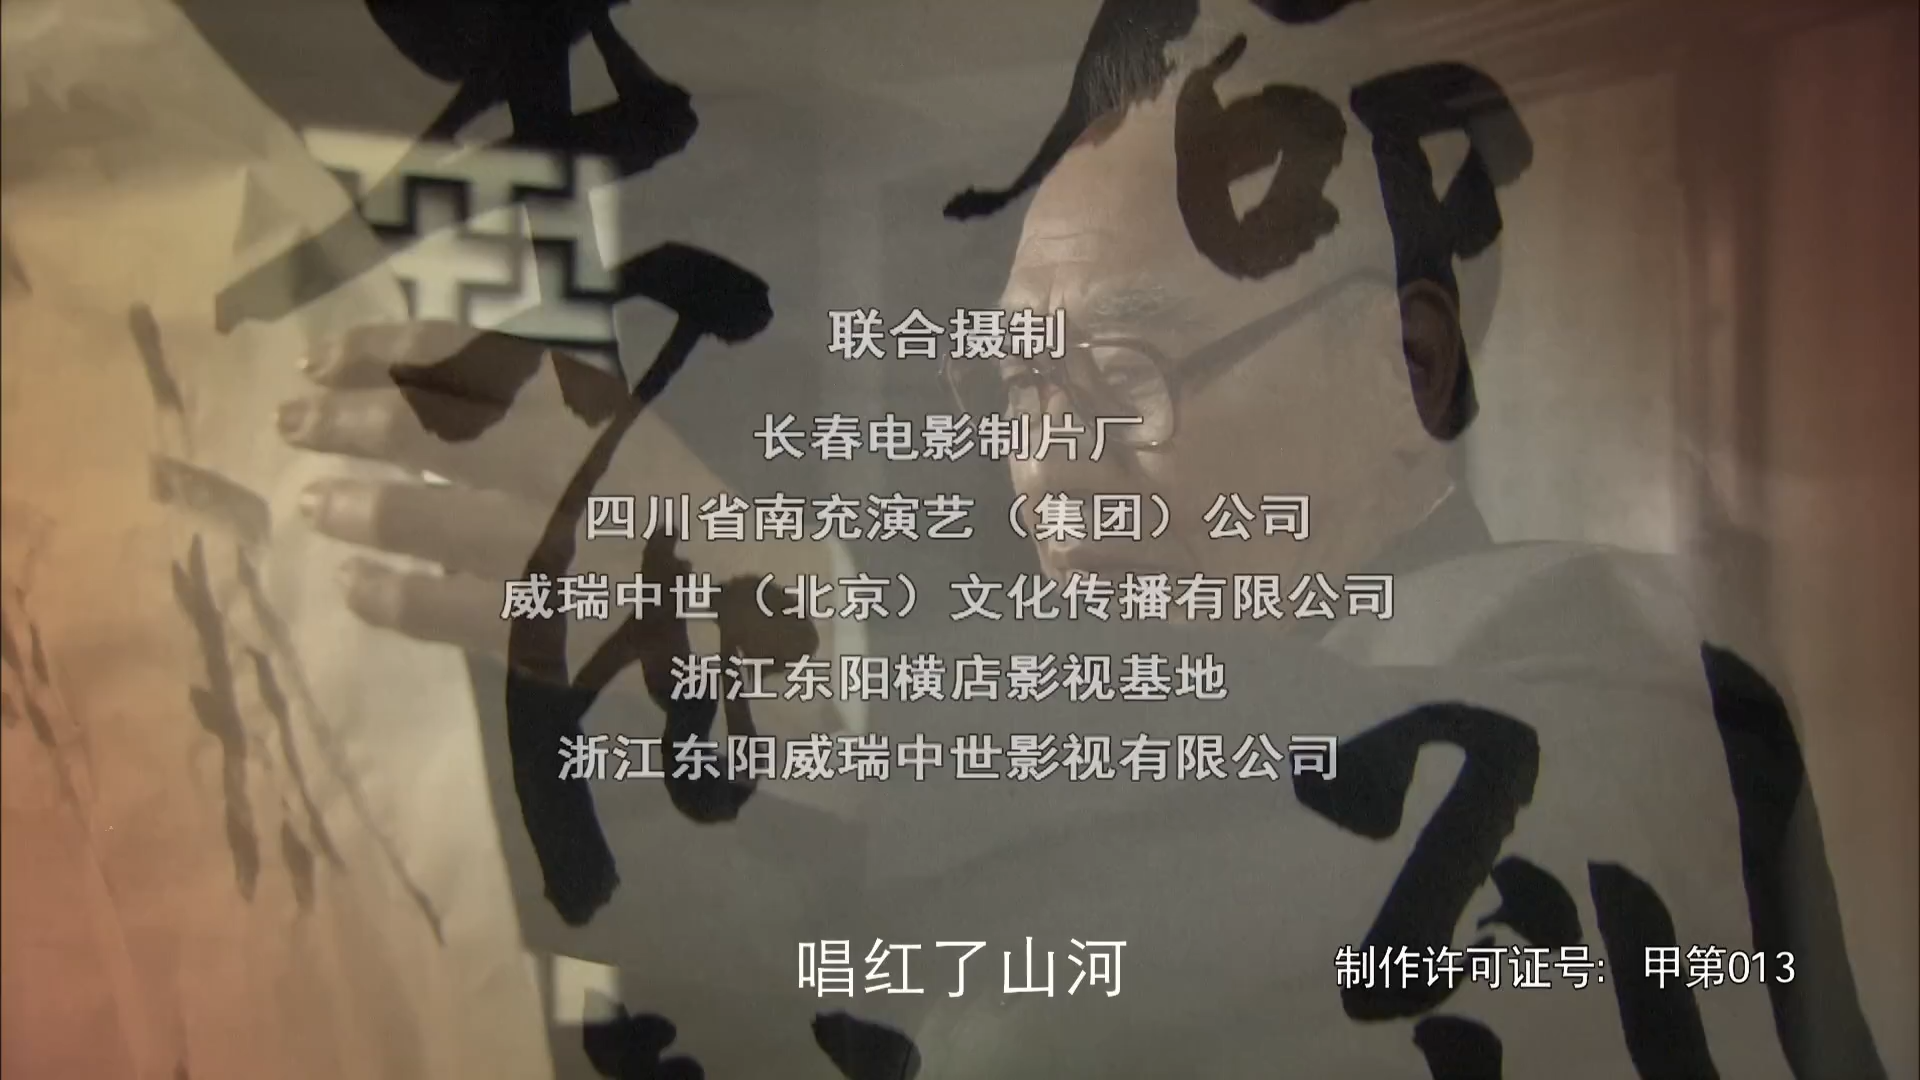 联合摄制
长春电影制片厂
四川省南充演艺（集团）公司
威瑞中世（北京）文化传播有限公司
浙江东阳横店影视基地
浙江东阳威瑞中世影视有限公司
唱红了山河
制作许可证号: 甲第013